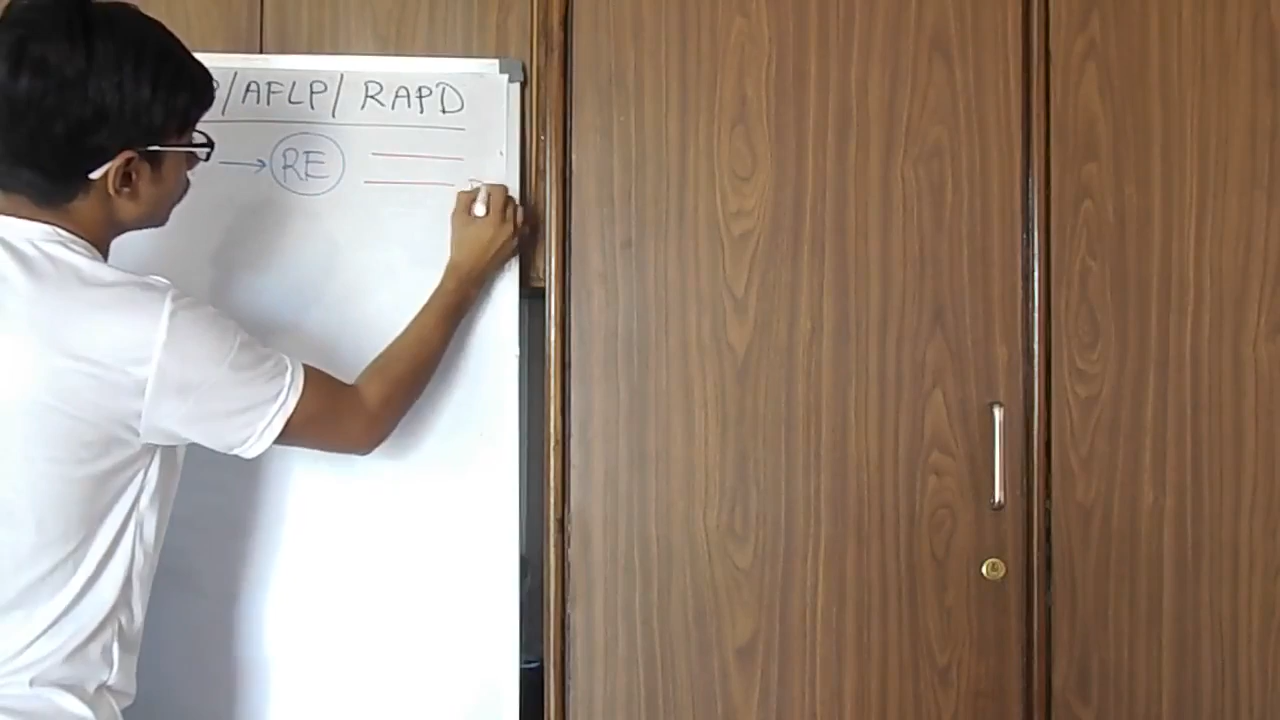 /AFLP/ RAPD
→ RE